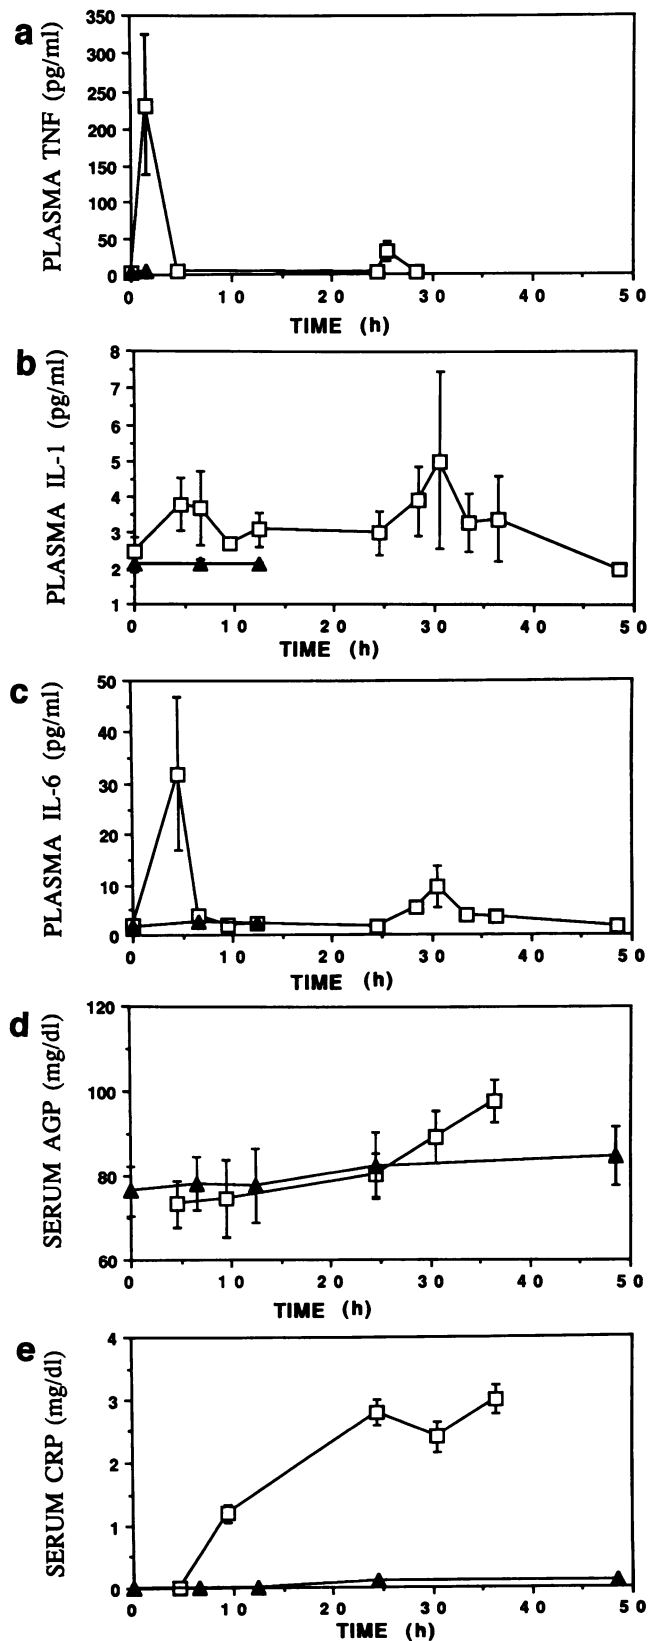 a
PLASMA TNF (pg/ml)
350
300
250
200
150
100
50
0
0 10 20 30 40 50
TIME (h)
b
PLASMA IL-1 (pg/ml)
8
7
6
5
4
3
2
1
0 10 20 30 40 50
TIME (h)
c
PLASMA IL-6 (pg/ml)
50
40
30
20
10
0
0 10 20 30 40 50
TIME (h)
d
SERUM AGP (mg/dl)
120
100
80
60
0 10 20 30 40 50
TIME (h)
e
SERUM CRP (mg/dl)
4
3
2
1
0
0 10 20 30 40 50
TIME (h)